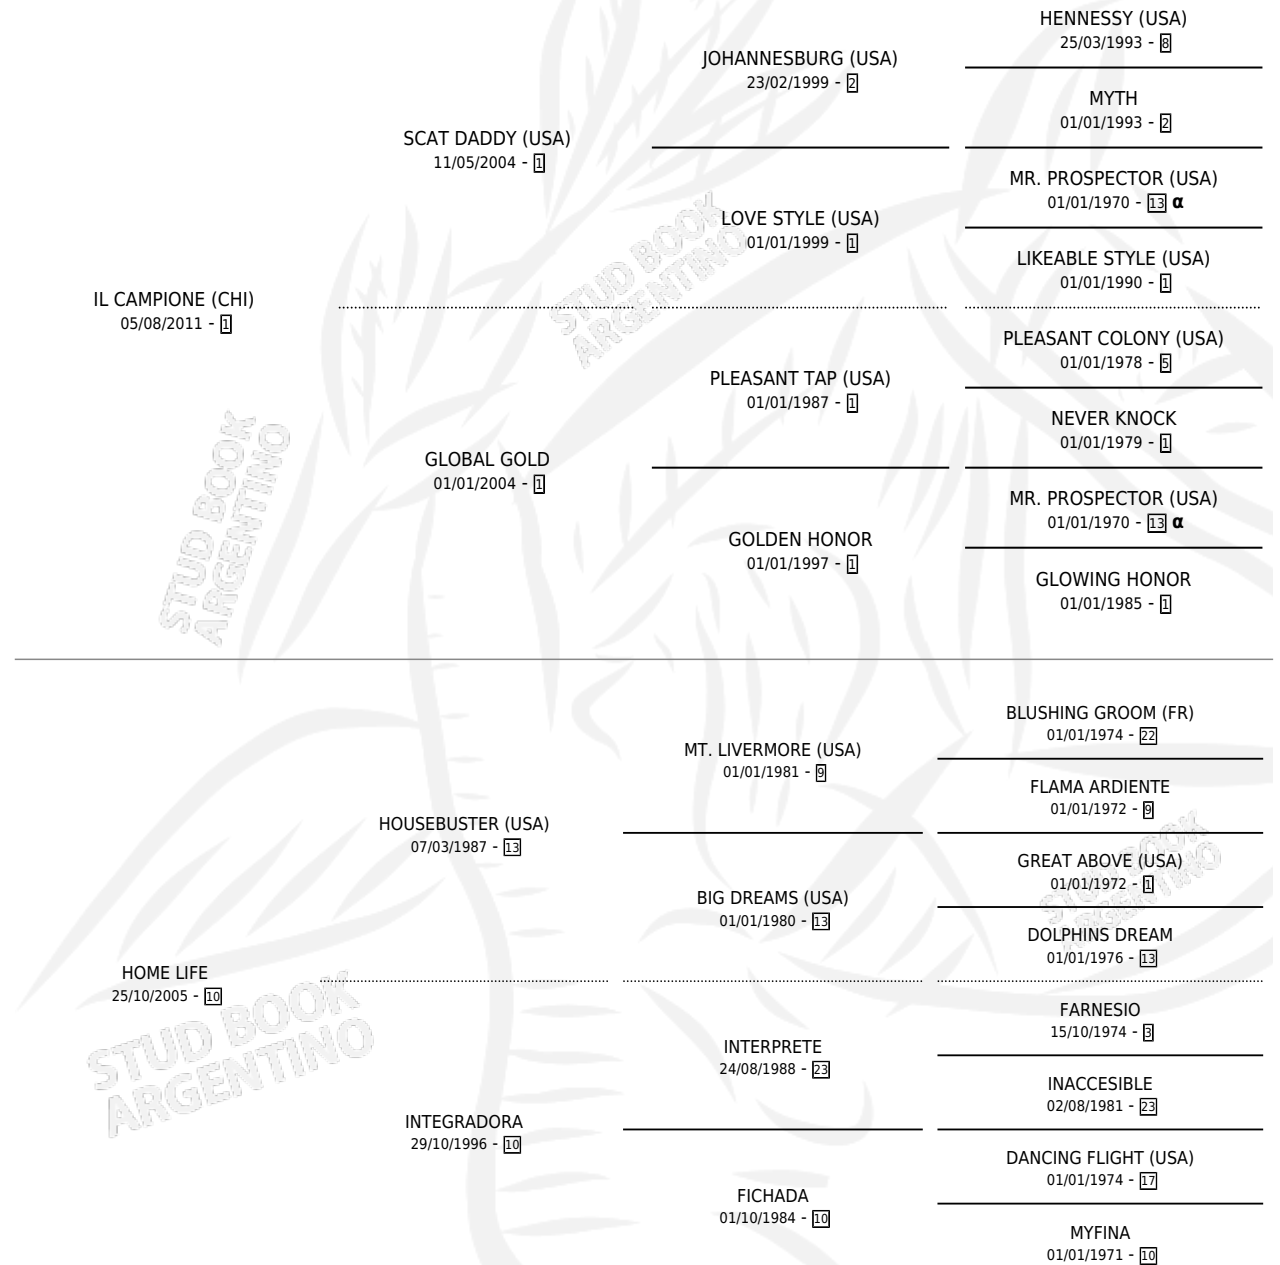 HENNESSY (USA)
25/03/1993 - 8
JOHANNESBURG (USA)
23/02/1999 - 2
MYTH
01/01/1993 - 2
SCAT DADDY (USA)
11/05/2004 - 1
MR. PROSPECTOR (USA)
01/01/1970 - 13 α
LOVE STYLE (USA)
01/01/1999 - 1
LIKEABLE STYLE (USA)
01/01/1990 - 1
IL CAMPIONE (CHI)
05/08/2011 - 1
PLEASANT COLONY (USA)
01/01/1978 - 5
PLEASANT TAP (USA)
01/01/1987 - 1
NEVER KNOCK
01/01/1979 - 1
GLOBAL GOLD
01/01/2004 - 1
MR. PROSPECTOR (USA)
01/01/1970 - 13 α
GOLDEN HONOR
01/01/1997 - 1
GLOWING HONOR
01/01/1985 - 1
BLUSHING GROOM (FR)
01/01/1974 - 22
MT. LIVERMORE (USA)
01/01/1981 - 9
FLAMA ARDIENTE
01/01/1972 - 9
HOUSEBUSTER (USA)
07/03/1987 - 13
GREAT ABOVE (USA)
01/01/1972 - 1
BIG DREAMS (USA)
01/01/1980 - 13
DOLPHINS DREAM
01/01/1976 - 13
HOME LIFE
25/10/2005 - 10
FARNESIO
15/10/1974 - 3
INTERPRETE
24/08/1988 - 23
INACCESIBLE
02/08/1981 - 23
INTEGRADORA
29/10/1996 - 10
DANCING FLIGHT (USA)
01/01/1974 - 17
FICHADA
01/10/1984 - 10
MYFINA
01/01/1971 - 10
STUD BOOK
ARGENTINO
STUD BOOK
ARGENTINO
STUD BOOK
ARGENTINO
STUD BOOK
ARGENTINO